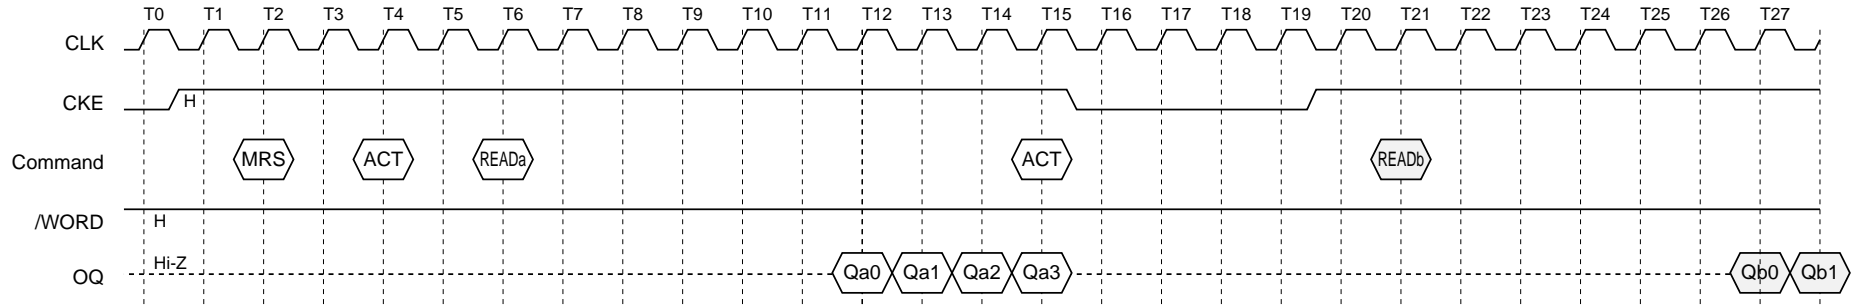 T0 T1 T2 T3 T4 T5 T6 T7 T8 T9 T10 T11 T12 T13 T14 T15 T16 T17 T18 T19 T20 T21 T22 T23 T24 T25 T26 T27
CLK
CKE H
Command MRS ACT READa ACT READb
/WORD H
OQ Hi-Z Qa0 Qa1 Qa2 Qa3 Qb0 Qb1